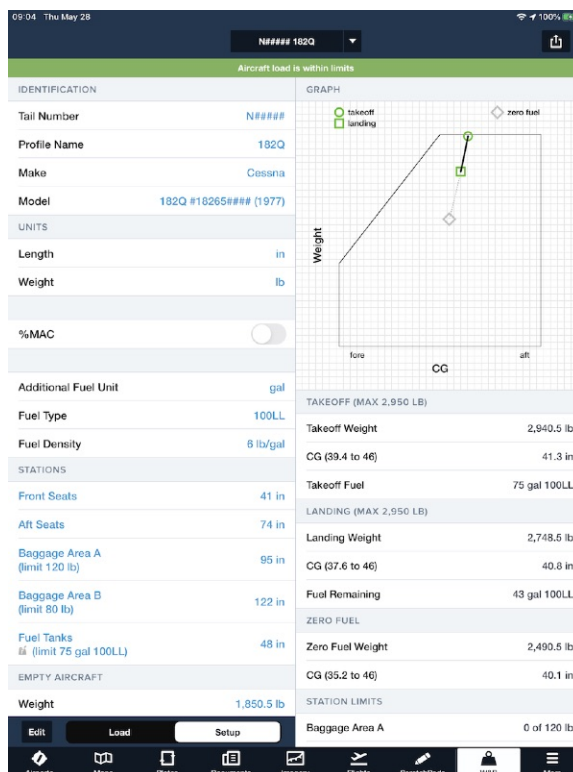 09:04 Thu May 28
100%
N##### 182Q
Aircraft load is within limits
IDENTIFICATION
Tail Number N#####
Profile Name 182Q
Make Cessna
Model 182Q #18265#### (1977)
UNITS
Length in
Weight lb
%MAC
Additional Fuel Unit gal
Fuel Type 100LL
Fuel Density 6 lb/gal
STATIONS
Front Seats 41 in
Aft Seats 74 in
Baggage Area A
(limit 120 lb) 95 in
Baggage Area B
(limit 80 lb) 122 in
Fuel Tanks
(limit 75 gal 100LL) 48 in
EMPTY AIRCRAFT
Weight 1,850.5 lb
Edit Load Setup
GRAPH
takeoff
landing
zero fuel
Weight
fore aft
CG
TAKEOFF (MAX 2,950 LB)
Takeoff Weight 2,940.5 lb
CG (39.4 to 46) 41.3 in
Takeoff Fuel 75 gal 100LL
LANDING (MAX 2,950 LB)
Landing Weight 2,748.5 lb
CG (37.6 to 46) 40.8 in
Fuel Remaining 43 gal 100LL
ZERO FUEL
Zero Fuel Weight 2,490.5 lb
CG (35.2 to 46) 40.1 in
STATION LIMITS
Baggage Area A 0 of 120 lb